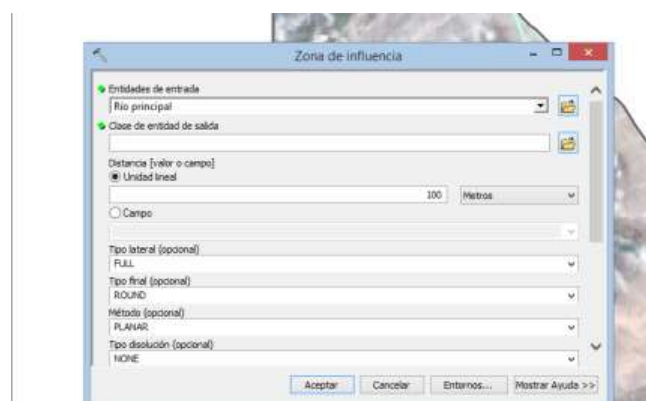 Zona de influencia
Entidades de entrada
Río principal
Clase de entidad de salida
Distancia [valor o campo]
Unidad lineal
100 Metros
Campo
Tipo lateral (opcional)
FULL
Tipo final (opcional)
ROUND
Método (opcional)
PLANAR
Tipo disolución (opcional)
NONE
Aceptar Cancelar Entornos... Mostrar Ayuda >>